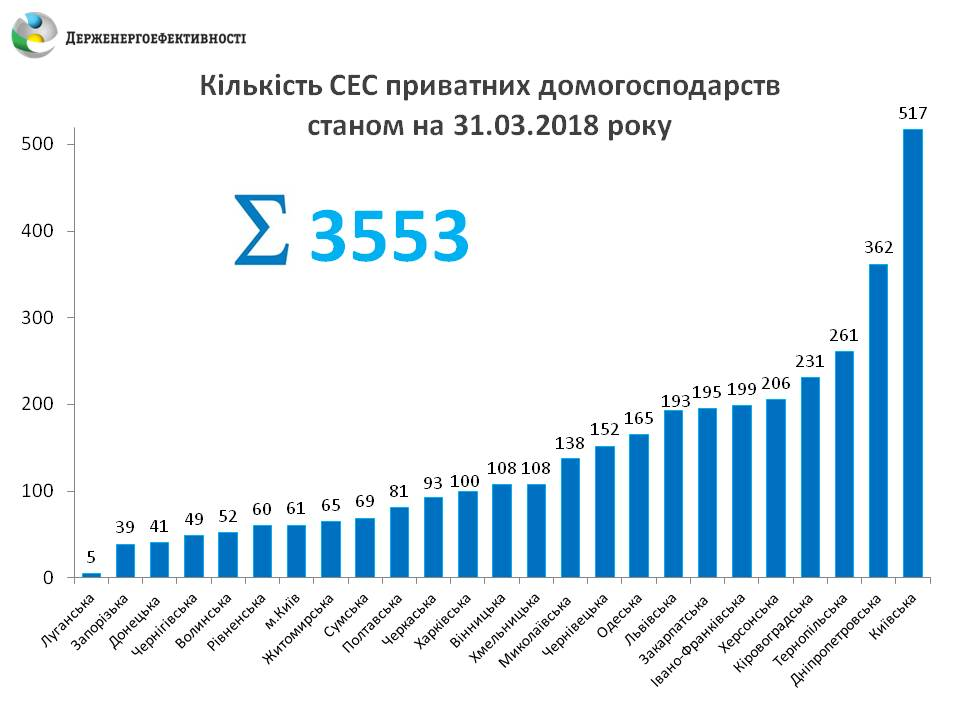 ДЕРЖЕНЕРГОЕФЕКТИВНОСТІ
Кількість СЕС приватних домогосподарств
станом на 31.03.2018 року
Σ 3553
500
400
300
200
100
0
5
39
41
49
52
60
61
65
69
81
93
100
108
108
138
152
165
193
195
199
206
231
261
362
517
Луганська
Запорізька
Донецька
Чернігівська
Волинська
Рівненська
м.Київ
Житомирська
Сумська
Полтавська
Черкаська
Харківська
Вінницька
Хмельницька
Миколаївська
Чернівецька
Одеська
Львівська
Закарпатська
Івано-Франківська
Херсонська
Кіровоградська
Тернопільська
Дніпропетровська
Київська